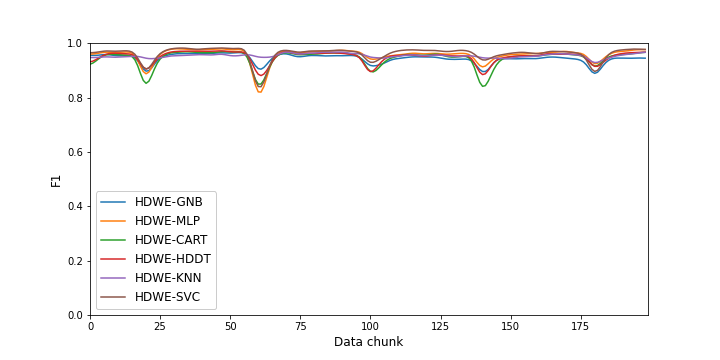 1.0
0.8
0.6
0.4
0.2
0.0
F1
HDWE-GNB
HDWE-MLP
HDWE-CART
HDWE-HDDT
HDWE-KNN
HDWE-SVC
0 25 50 75 100 125 150 175
Data chunk